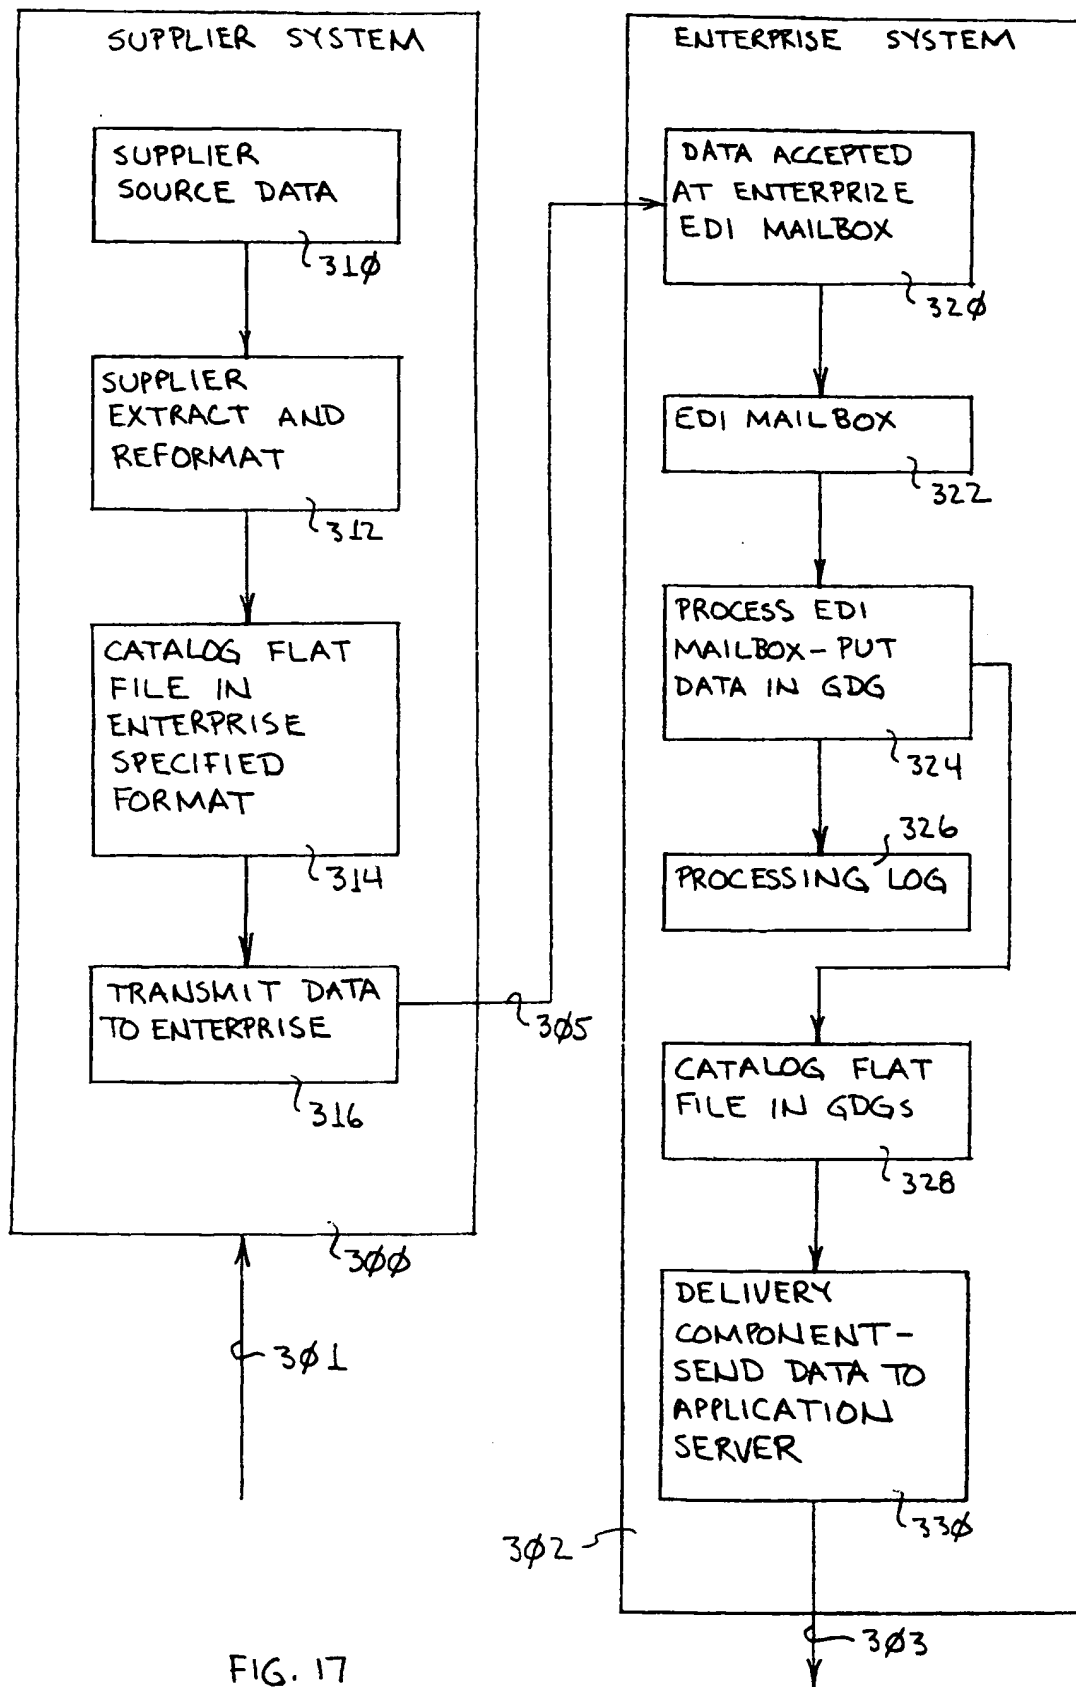 SUPPLIER SYSTEM
SUPPLIER
SOURCE DATA
310
SUPPLIER
EXTRACT AND
REFORMAT
312
CATALOG FLAT
FILE IN
ENTERPRISE
SPECIFIED
FORMAT
314
TRANSMIT DATA
TO ENTERPRISE
316
300
301
305
ENTERPRISE SYSTEM
DATA ACCEPTED
AT ENTERPRIZE
EDI MAILBOX
320
EDI MAILBOX
322
PROCESS EDI
MAILBOX - PUT
DATA IN GDG
324
326
PROCESSING LOG
CATALOG FLAT
FILE IN GDGs
328
DELIVERY
COMPONENT -
SEND DATA TO
APPLICATION
SERVER
330
302
303
FIG. 17